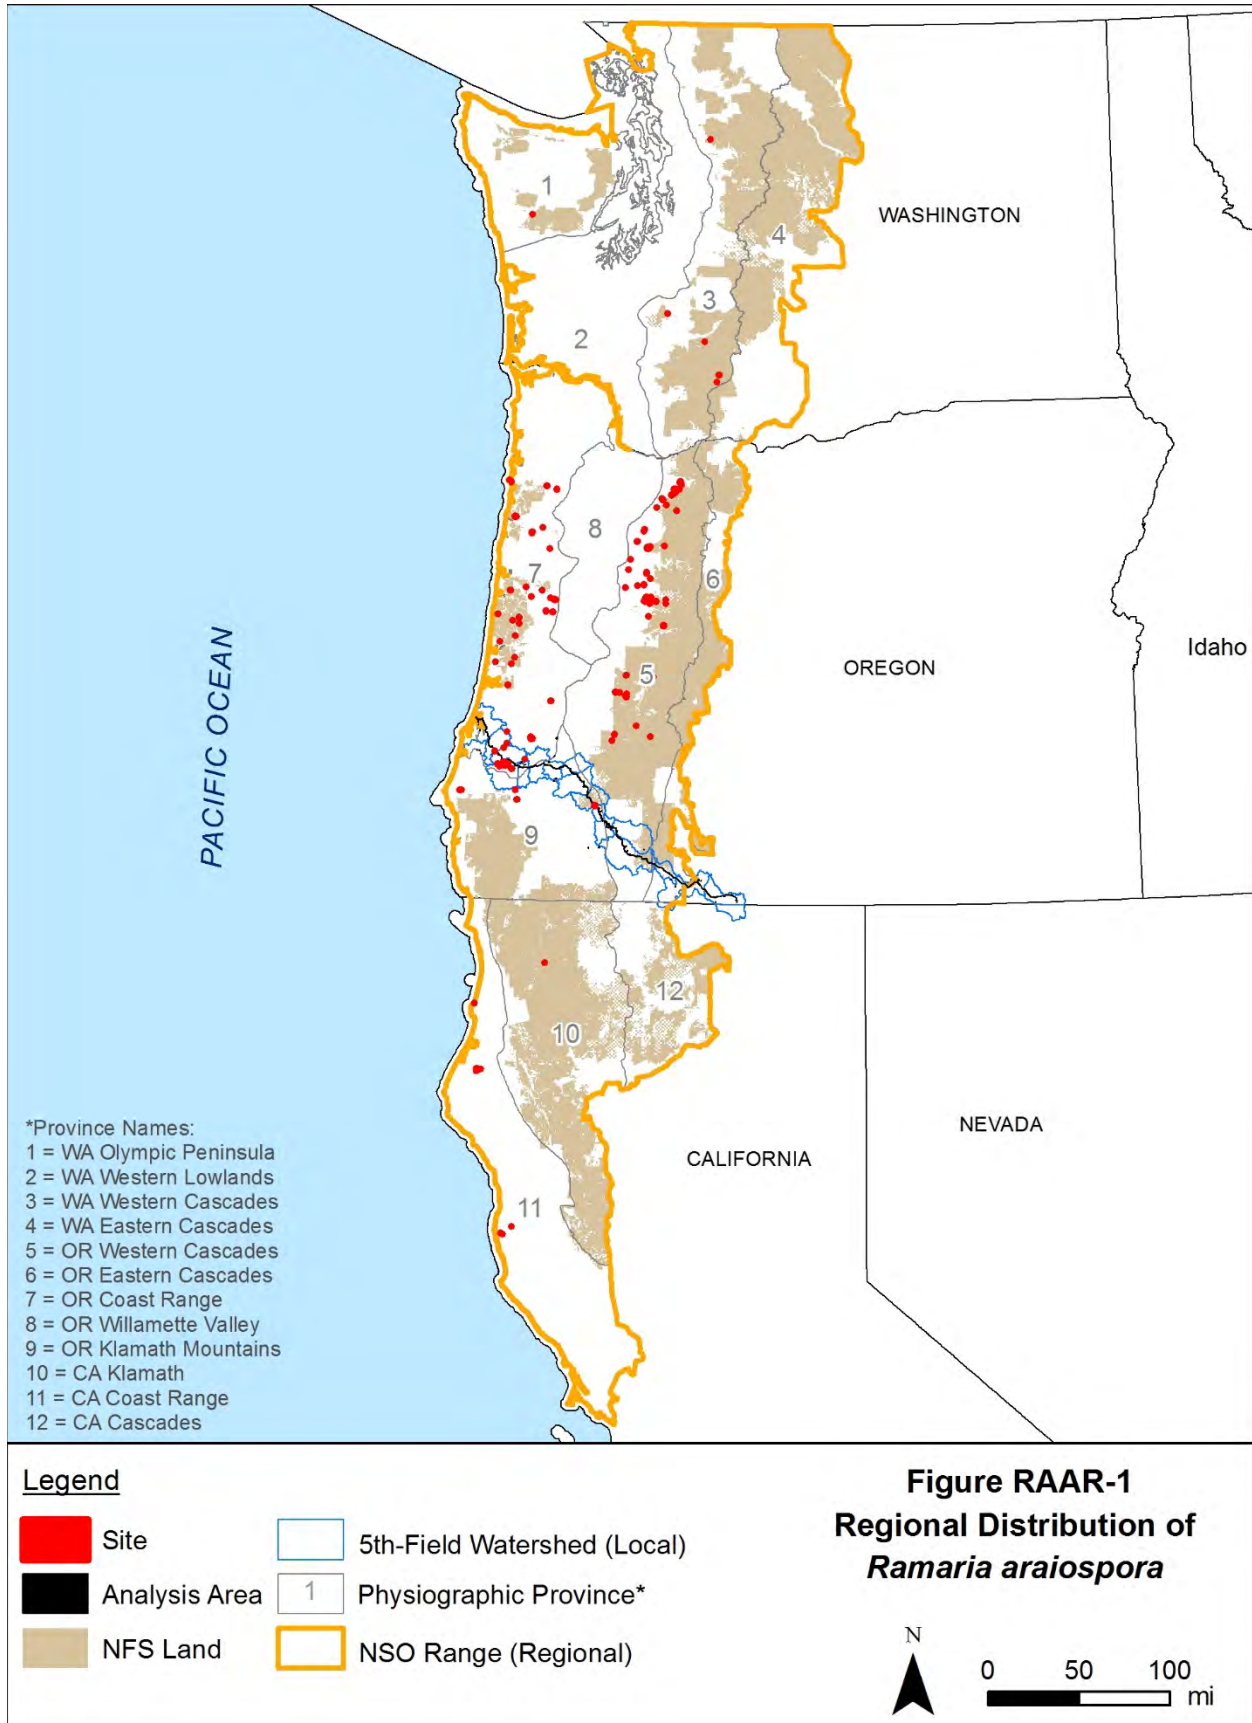 1
WASHINGTON
4
3
2
8
7
6
PACIFIC OCEAN
5
OREGON
Idaho
9
12
10
NEVADA
CALIFORNIA
11
*Province Names:
1 = WA Olympic Peninsula
2 = WA Western Lowlands
3 = WA Western Cascades
4 = WA Eastern Cascades
5 = OR Western Cascades
6 = OR Eastern Cascades
7 = OR Coast Range
8 = OR Willamette Valley
9 = OR Klamath Mountains
10 = CA Klamath
11 = CA Coast Range
12 = CA Cascades
Legend
Site
Analysis Area
NFS Land
5th-Field Watershed (Local)
1 Physiographic Province*
NSO Range (Regional)
Figure RAAR-1
Regional Distribution of
Ramaria araiospora
N
0 50 100
mi